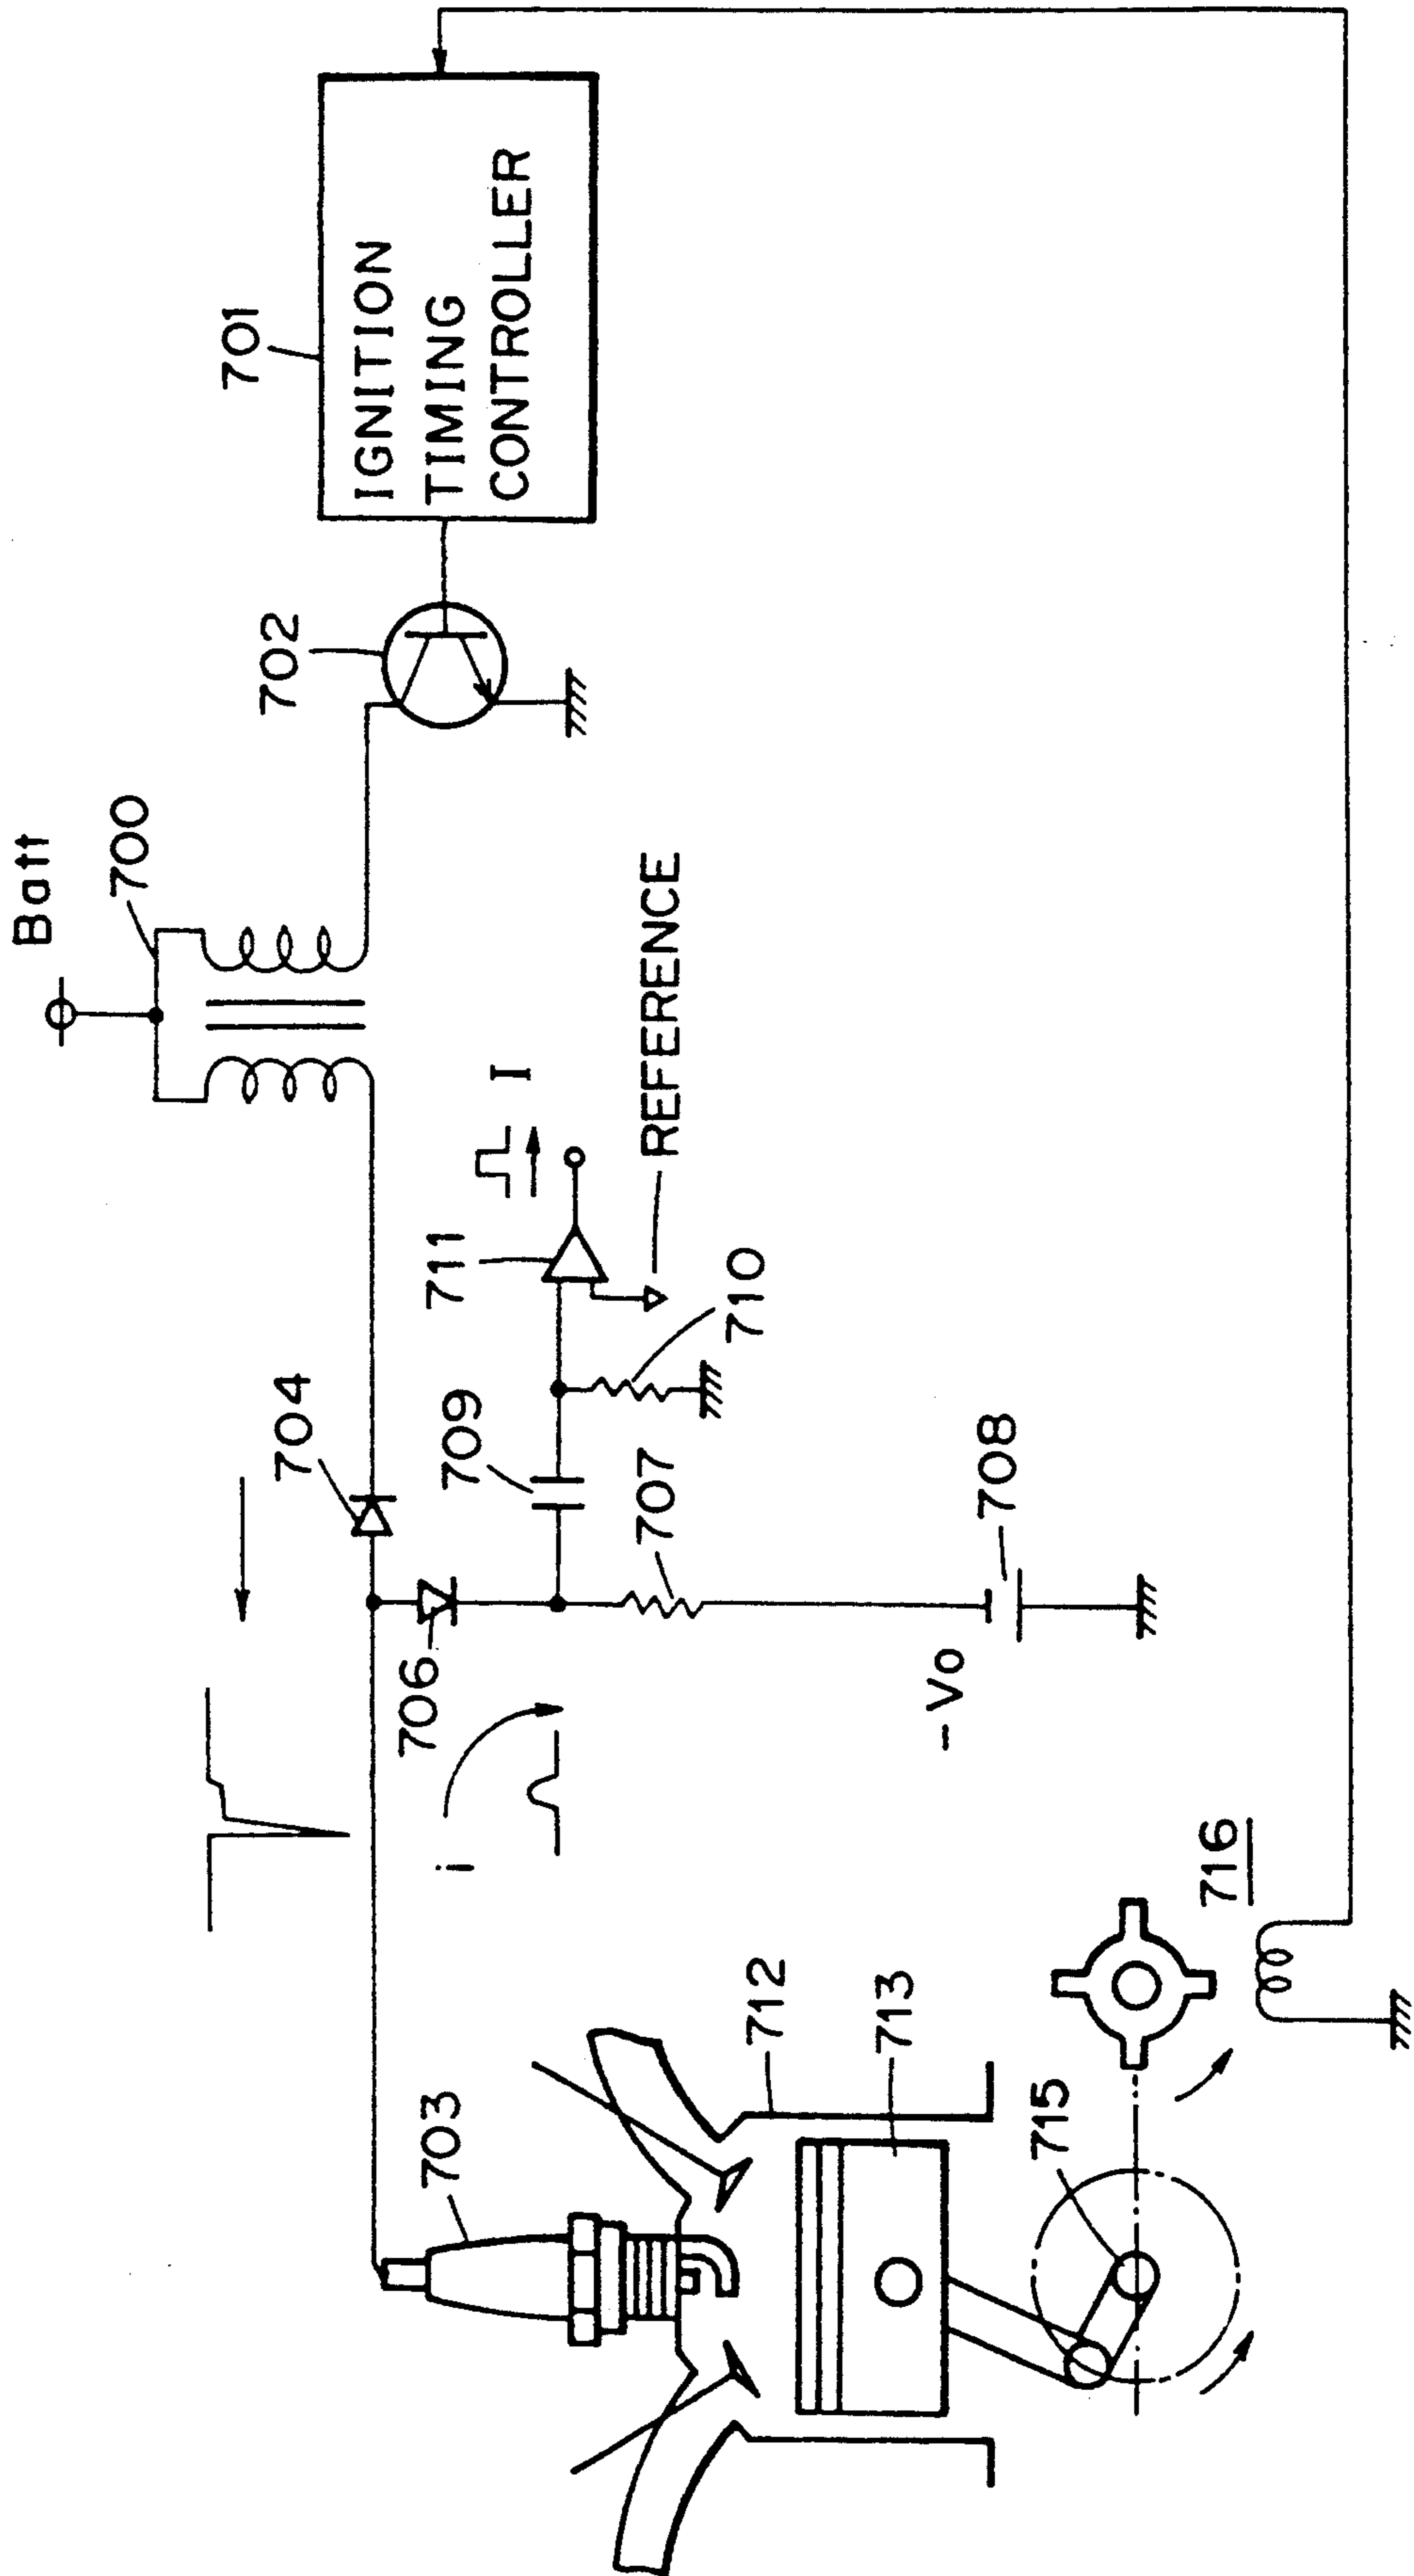 Batt
700
701
IGNITION
TIMING
CONTROLLER
702
704
711
I
REFERENCE
709
710
707
706
i
708
-Vo
703
712
713
715
716